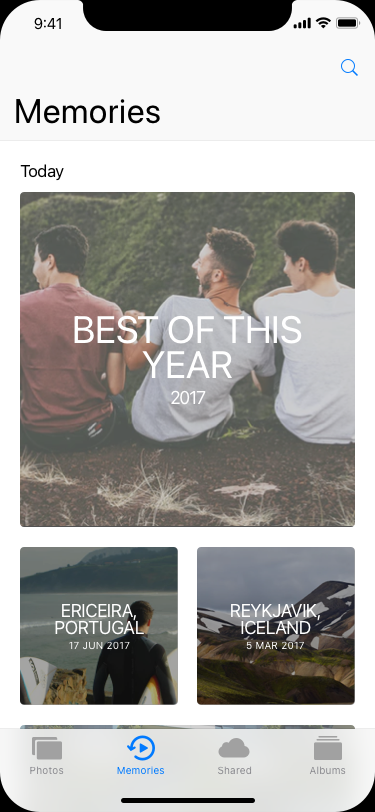 9:41
Memories
Today
BEST OF THIS
YEAR
2017
ERICEIRA,
PORTUGAL
17 JUN 2017
REYKJAVIK,
ICELAND
5 MAR 2017
Photos
Memories
Shared
Albums